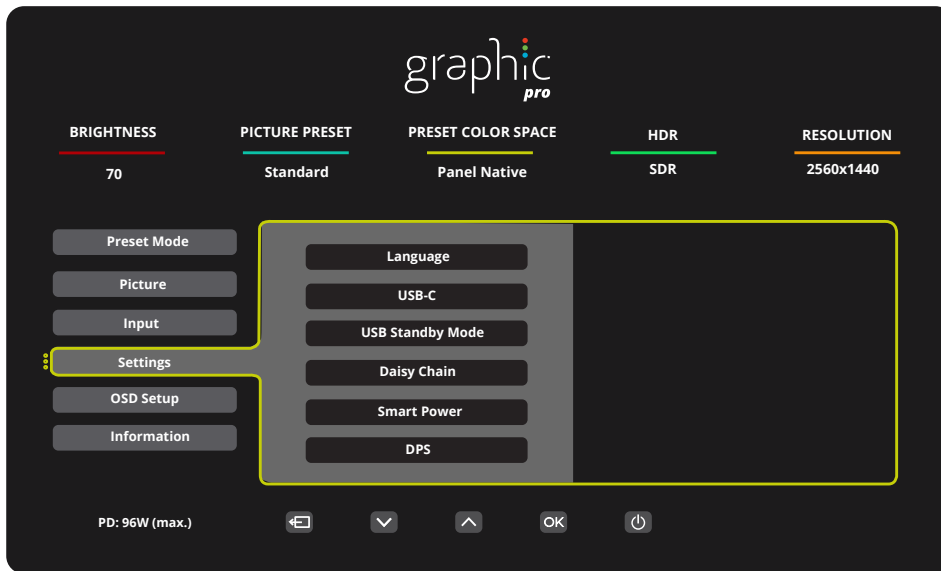 graphic
pro
BRIGHTNESS PICTURE PRESET PRESET COLOR SPACE HDR RESOLUTION
70 Standard Panel Native SDR 2560x1440
Preset Mode
Picture
Input
Settings
OSD Setup
Information
Language
USB-C
USB Standby Mode
Daisy Chain
Smart Power
DPS
PD: 96W (max.) OK